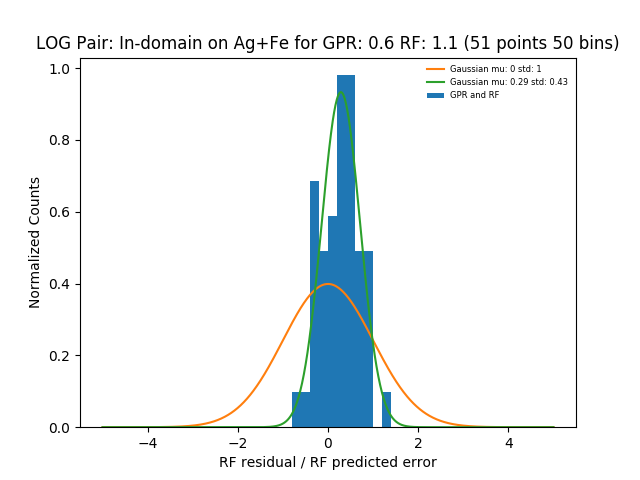 LOG Pair: In-domain on Ag+Fe for GPR: 0.6 RF: 1.1 (51 points 50 bins)
Gaussian mu: 0 std: 1
Gaussian mu: 0.29 std: 0.43
GPR and RF
Normalized Counts
1.0
0.8
0.6
0.4
0.2
0.0
−4 −2 0 2 4
RF residual / RF predicted error